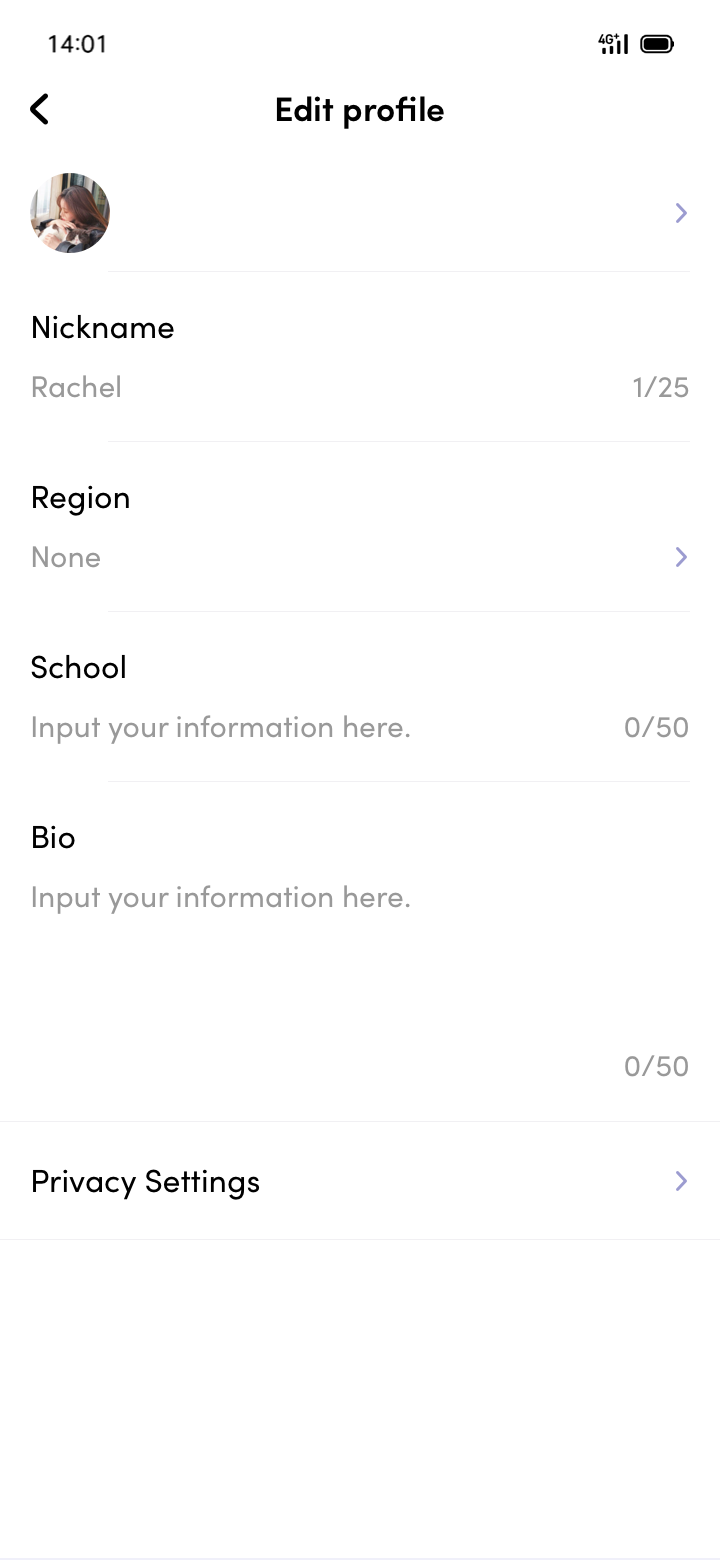 14:01
4G+
Edit profile
Nickname
Rachel
1/25
Region
None
School
Input your information here.
0/50
Bio
Input your information here.
0/50
Privacy Settings